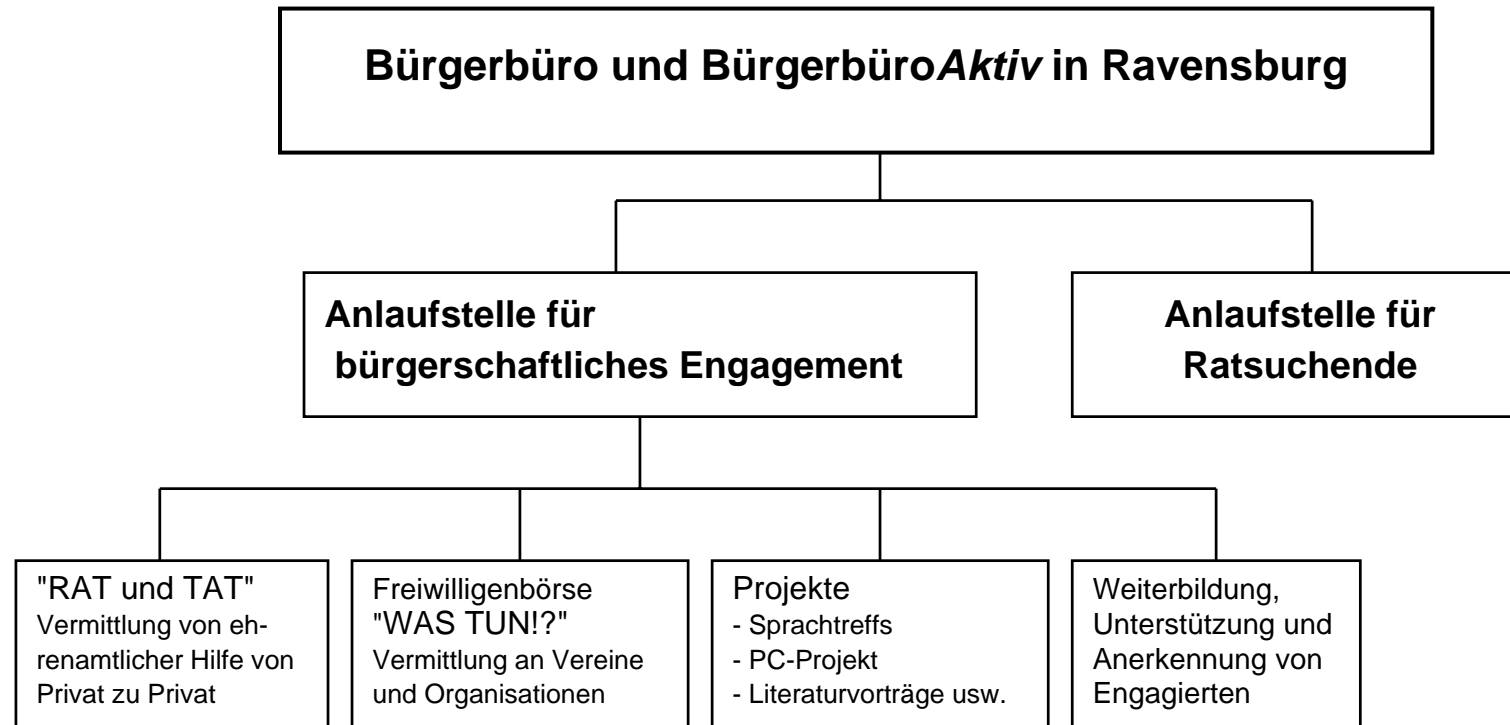 Bürgerbüro und BürgerbüroAktiv in Ravensburg
Anlaufstelle für
bürgerschaftliches Engagement
Anlaufstelle für
Ratsuchende
"RAT und TAT"
Vermittlung von eh-
renamtlicher Hilfe von
Privat zu Privat
Freiwilligenbörse
"WAS TUN!?"
Vermittlung an Vereine
und Organisationen
Projekte
- Sprachtreffs
- PC-Projekt
- Literaturvorträge usw.
Weiterbildung,
Unterstützung und
Anerkennung von
Engagierten